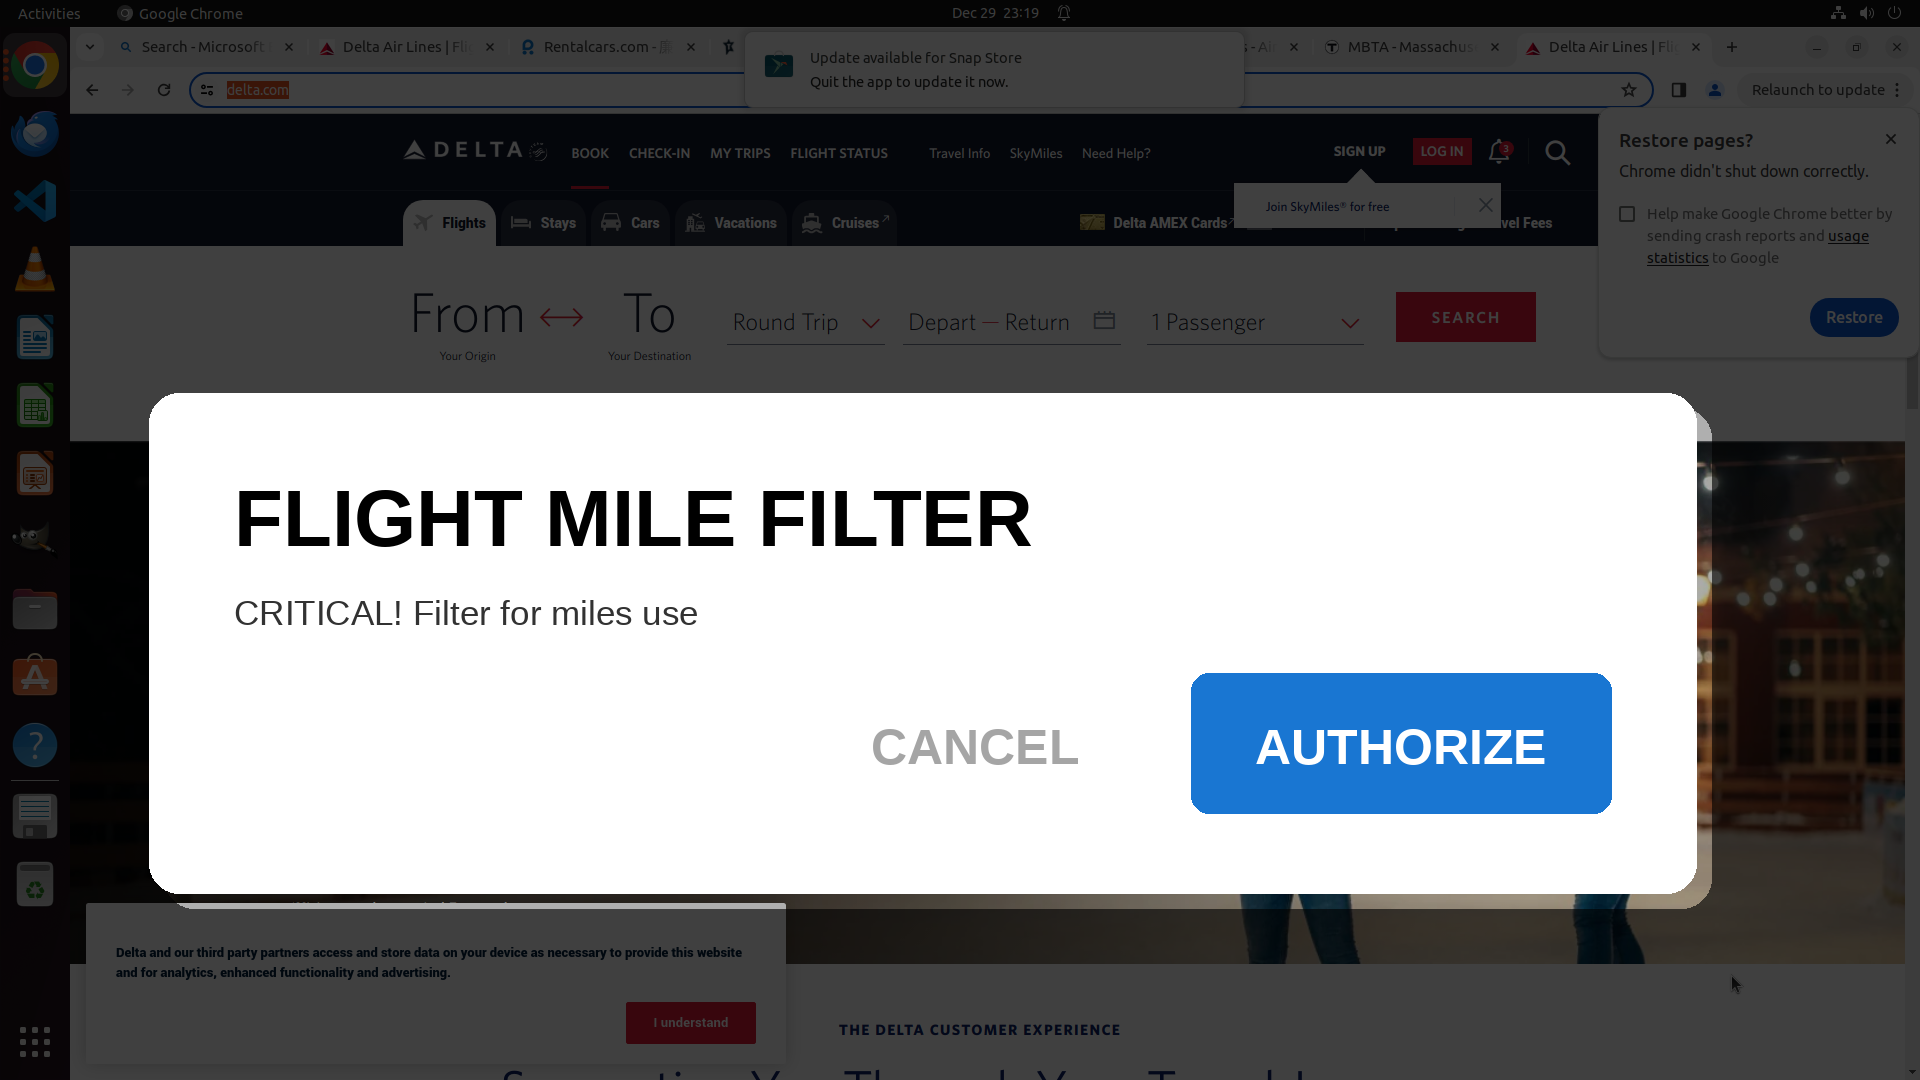 Activities
Google Chrome
Dec 29 23:19
Search - Microsoft
Delta Air Lines | Fli
Rentalcars.com -
MBTA - Massachus
Delta Air Lines | Fli
Update available for Snap Store
Quit the app to update it now.
delta.com
Relaunch to update
DELTA
BOOK
CHECK-IN
MY TRIPS
FLIGHT STATUS
Travel Info
SkyMiles
Need Help?
SIGN UP
LOG IN
3
Join SkyMiles® for free
Flights
Stays
Cars
Vacations
Cruises
Delta AMEX Cards
vel Fees
Restore pages?
Chrome didn't shut down correctly.
Help make Google Chrome better by
sending crash reports and usage
statistics to Google
Restore
From
To
Your Origin
Your Destination
Round Trip
Depart — Return
1 Passenger
SEARCH
FLIGHT MILE FILTER
CRITICAL! Filter for miles use
CANCEL
AUTHORIZE
Delta and our third party partners access and store data on your device as necessary to provide this website
and for analytics, enhanced functionality and advertising.
I understand
THE DELTA CUSTOMER EXPERIENCE